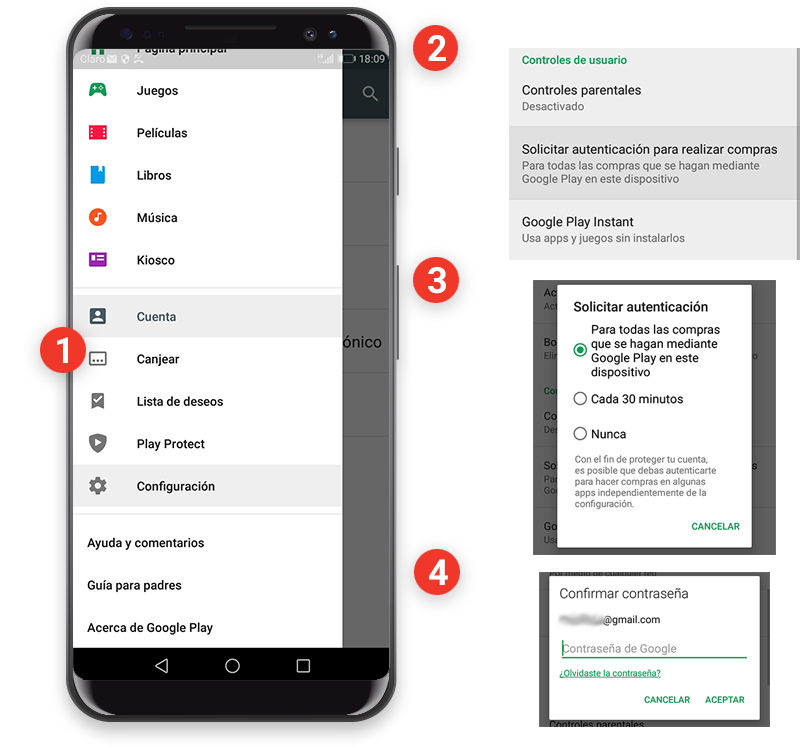 Página principal
Claro
18:09
Juegos
Películas
Libros
Música
Kiosco
Cuenta
1
Canjear
ónico
Lista de deseos
Play Protect
Configuración
Ayuda y comentarios
Guía para padres
Acerca de Google Play
2
Controles de usuario
Controles parentales
Desactivado
Solicitar autenticación para realizar compras
Para todas las compras que se hagan mediante
Google Play en este dispositivo
Google Play Instant
Usa apps y juegos sin instalarlos
3
Solicitar autenticación
Para todas las compras
que se hagan mediante
Google Play en este
dispositivo
Cada 30 minutos
Nunca
Con el fin de proteger tu cuenta,
es posible que debas autenticarte
para hacer compras en algunas
apps independientemente de la
configuración.
CANCELAR
4
Confirmar contraseña
@gmail.com
Contraseña de Google
¿Olvidaste la contraseña?
CANCELAR ACEPTAR
Controles parentales